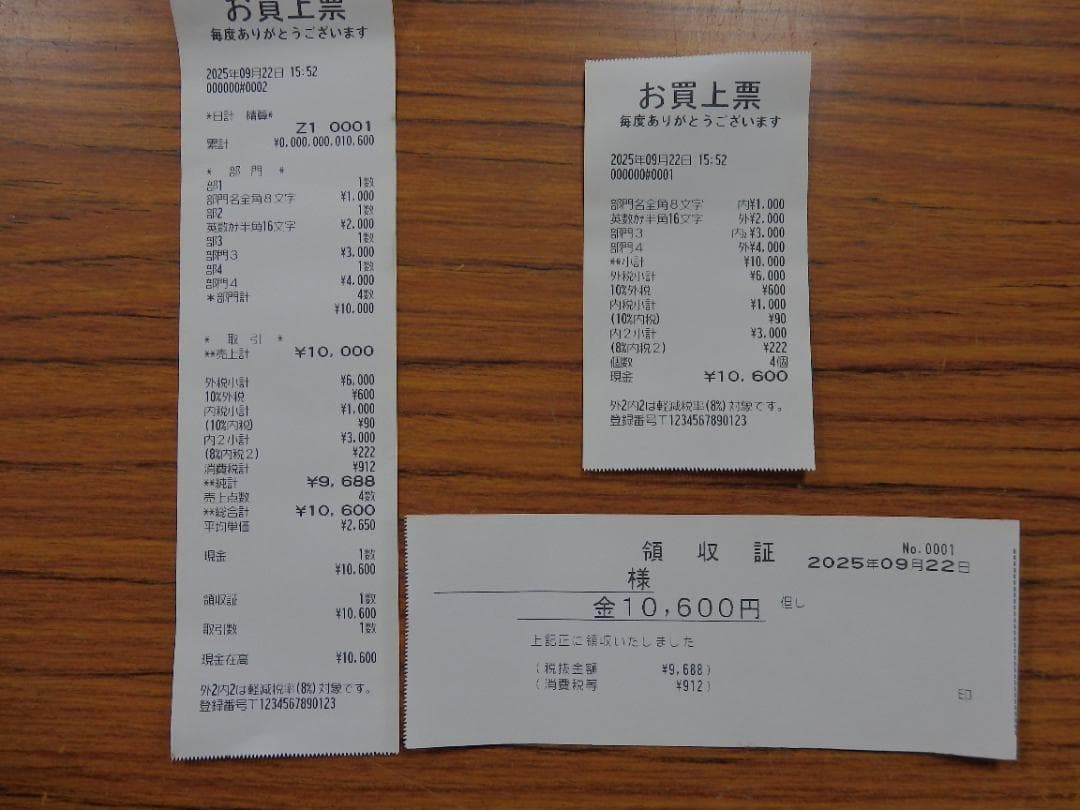 お買上票
毎度ありがとうございます
2025年09月22日 15:52
000000#0002
*日計 精算*
Z1 0001
累計 ¥0,000,000,010,600
* 部門 *
部1 1数
部門名全角8文字 ¥1,000
部2 1数
英数カナ半角16文字 ¥2,000
部3 1数
部門3 ¥3,000
部4 1数
部門4 ¥4,000
*部門計 4数
¥10,000
* 取引 *
**売上計 ¥10,000
外税小計 ¥6,000
10%外税 ¥600
内税小計 ¥1,000
(10%内税) ¥90
内2小計 ¥3,000
(8%内税2) ¥222
消費税計 ¥912
**純計 ¥9,688
売上点数 4数
**総合計 ¥10,600
平均単価 ¥2,650
現金 1数
¥10,600
領収証 1数
¥10,600
取引数 1数
現金在高 ¥10,600
外2内2は軽減税率(8%)対象です。
登録番号T1234567890123
お買上票
毎度ありがとうございます
2025年09月22日 15:52
000000#0001
部門名全角8文字 内¥1,000
英数カナ半角16文字 外¥2,000
部門3 内2¥3,000
部門4 外¥4,000
**小計 ¥10,000
外税小計 ¥6,000
10%外税 ¥600
内税小計 ¥1,000
(10%内税) ¥90
内2小計 ¥3,000
(8%内税2) ¥222
個数 4個
現金 ¥10,600
外2内2は軽減税率(8%)対象です。
登録番号T1234567890123
領収証 No.0001
2025年09月22日
様
金10,600円 但し
上記正に領収いたしました
(税抜金額 ¥9,688)
(消費税等 ¥912)
印